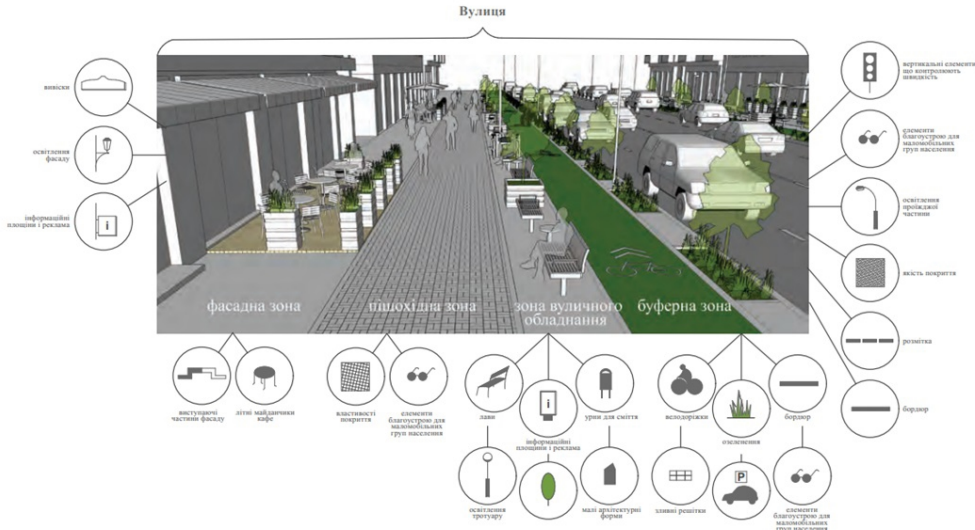 Вулиця
вивіски
освітлення
фасаду
інформаційні
площини і реклама
вертикальні елементи
що контролюють
швидкість
елементи
благоустрою для
маломобільних
груп населення
освітлення
проїжджої
частини
якість покриття
розмітка
бордюр
фасадна зона
пішохідна зона
зона вуличного
обладнання
буферна зона
виступаючі
частини фасаду
літні майданчики
кафе
властивості
покриття
елементи
благоустрою для
маломобільних
груп населення
лави
інформаційні
площини і реклама
урни для сміття
велодоріжки
озеленення
бордюр
освітлення
тротуару
малі архітектурні
форми
зливні решітки
P
елементи
благоустрою для
маломобільних
груп населення